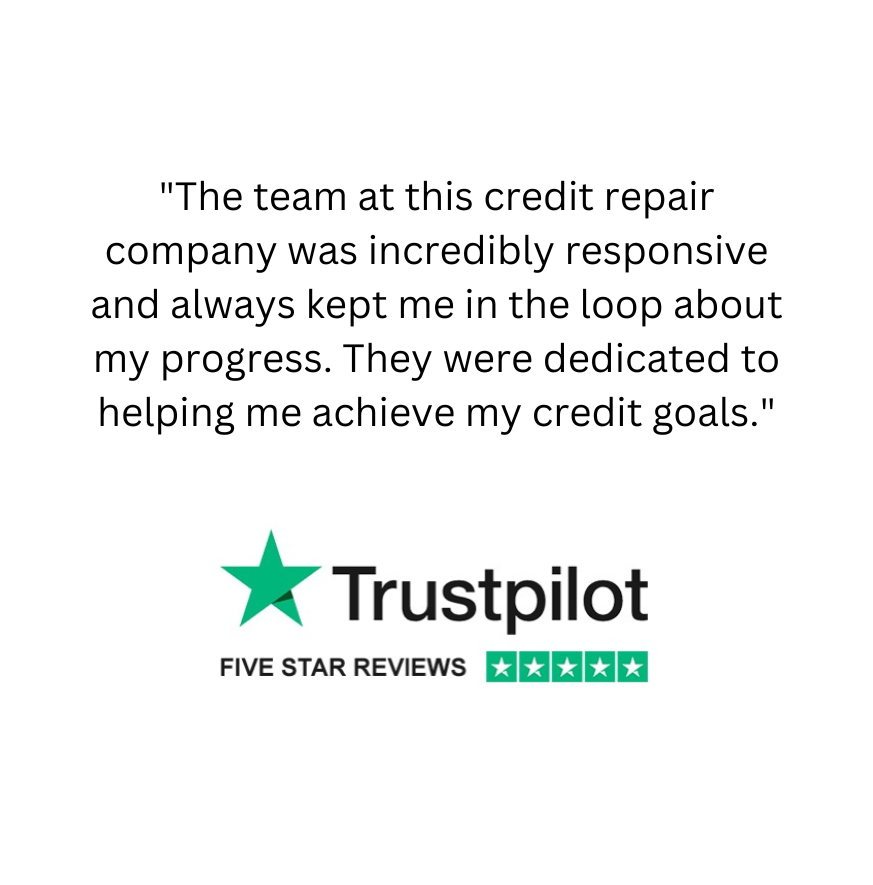 "The team at this credit repair
company was incredibly responsive
and always kept me in the loop about
my progress. They were dedicated to
helping me achieve my credit goals."
Trustpilot
FIVE STAR REVIEWS